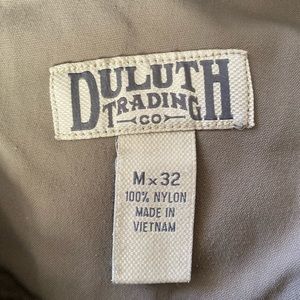 DULUTH
TRADING
CO
M x 32
100% NYLON
MADE IN
VIETNAM